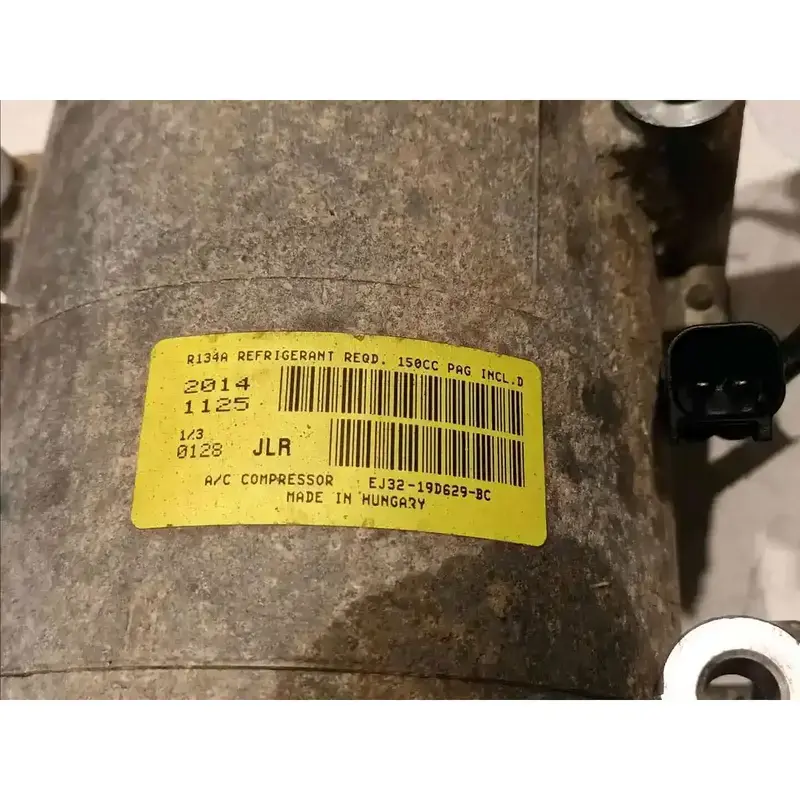 R134A REFRIGERANT REQD. 150CC PAG INCL.D
2014
1125
1/3
0128 JLR
A/C COMPRESSOR EJ32-19D629-BC
MADE IN HUNGARY